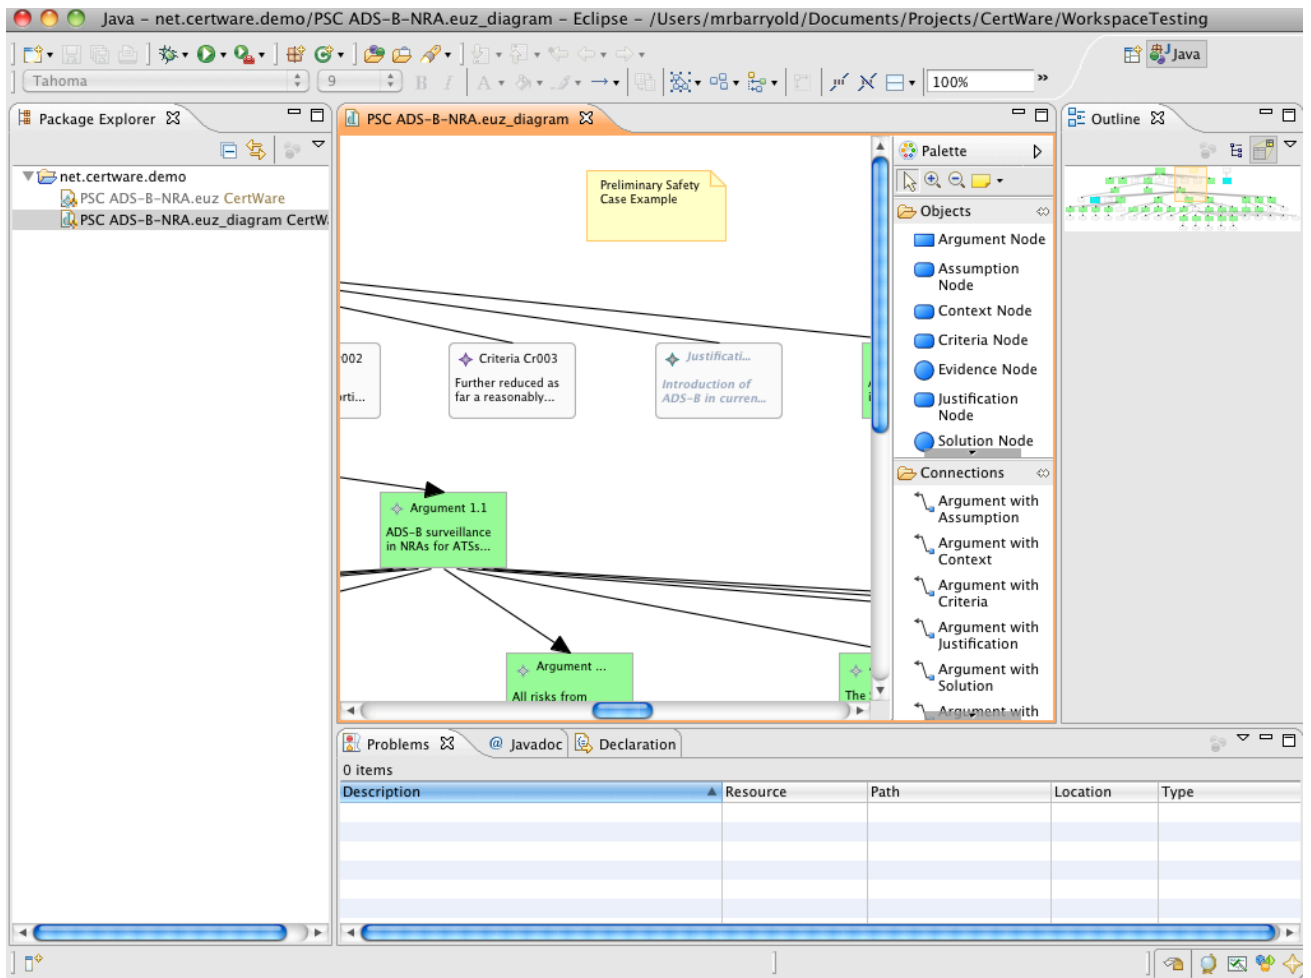 Java - net.certware.demo/PSC ADS-B-NRA.euz_diagram - Eclipse - /Users/mrbarryold/Documents/Projects/CertWare/WorkspaceTesting
Java
Tahoma
9
B I
A
100%
»
Package Explorer
net.certware.demo
PSC ADS-B-NRA.euz CertWare
PSC ADS-B-NRA.euz_diagram CertW
PSC ADS-B-NRA.euz_diagram
Preliminary Safety
Case Example
r002
orti...
Criteria Cr003
Further reduced as
far a reasonably...
Justificati...
Introduction of
ADS-B in curren...
Argument 1.1
ADS-B surveillance
in NRAs for ATSs...
Argument ...
All risks from
The
Palette
Objects
Argument Node
Assumption
Node
Context Node
Criteria Node
Evidence Node
Justification
Node
Solution Node
Connections
Argument with
Assumption
Argument with
Context
Argument with
Criteria
Argument with
Justification
Argument with
Solution
Argument with
Outline
Problems
@ Javadoc
Declaration
0 items
Description
Resource
Path
Location
Type